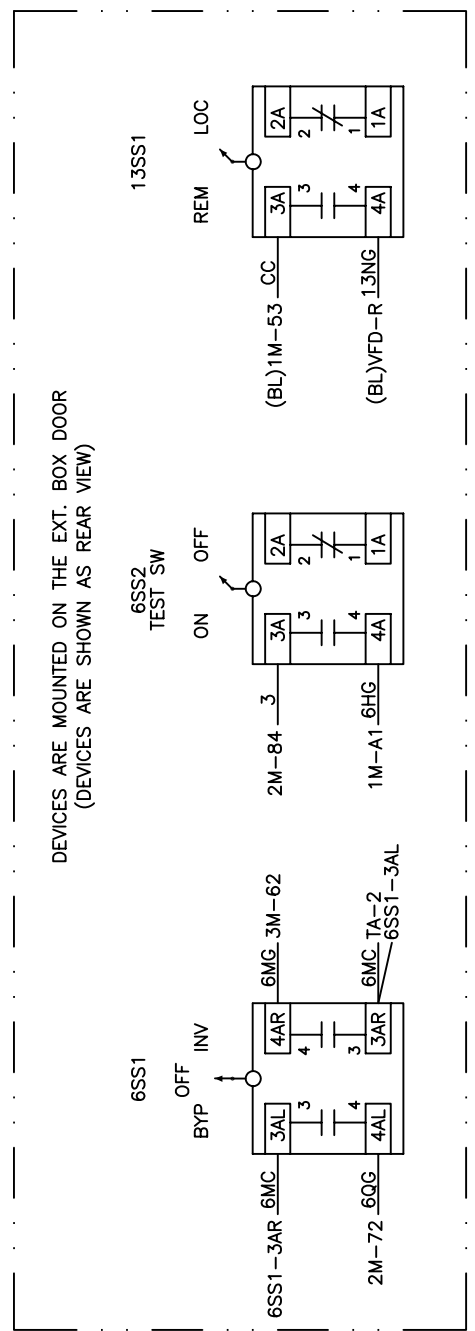 DEVICES ARE MOUNTED ON THE EXT. BOX DOOR
(DEVICES ARE SHOWN AS REAR VIEW)
6SS1
OFF
BYP
INV
6SS1-3AR
6MC
3AL
3
4
4AL
2M-72
6QG
4AR
4
3
3AR
6MG
3M-62
6MC
TA-2
6SS1-3AL
6SS2
TEST SW
ON
OFF
2M-84
3
3A
3
4
4A
1M-A1
6HG
2A
2
1
1A
13SS1
REM
LOC
(BL)1M-53
CC
3A
3
4
4A
(BL)VFD-R
13NG
2A
2
1
1A